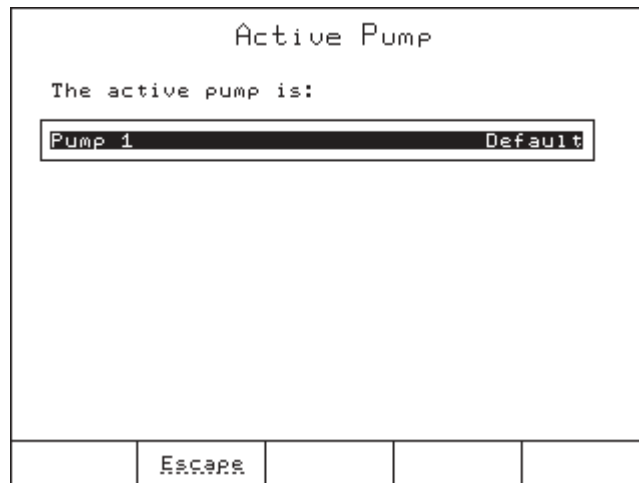 Active Pump
The active pump is:
Pump 1 Default
Escape